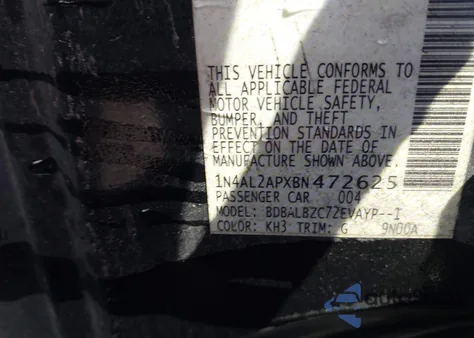 THIS VEHICLE CONFORMS TO
ALL APPLICABLE FEDERAL
MOTOR VEHICLE SAFETY,
BUMPER, AND THEFT
PREVENTION STANDARDS IN
EFFECT ON THE DATE OF
MANUFACTURE SHOWN ABOVE.
1N4AL2APXBN472625
PASSENGER CAR 004
MODEL: BDBALBZC72EVAYP--I
COLOR: KH3 TRIM: G 9N00A